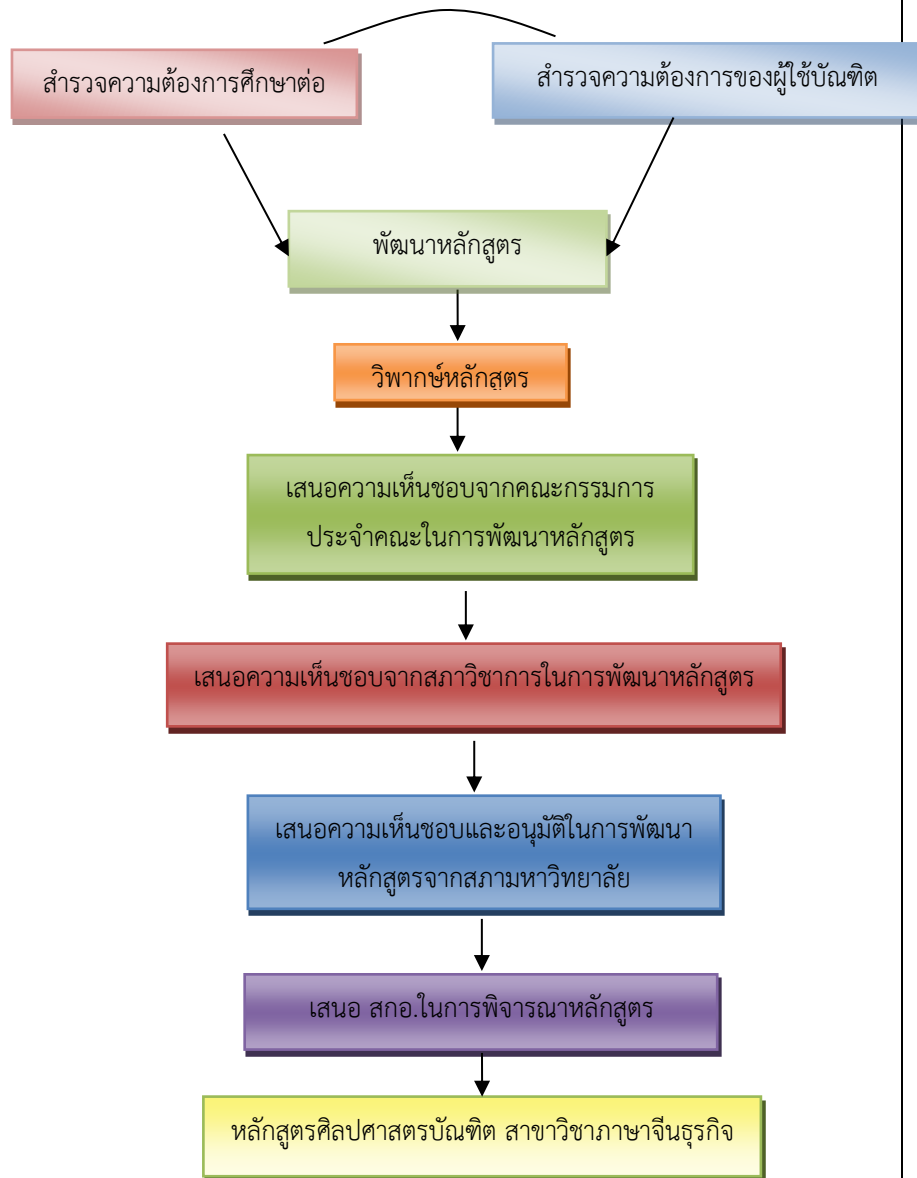 สำรวจความต้องการศึกษาต่อ
สำรวจความต้องการของผู้ใช้บัณฑิต
พัฒนาหลักสูตร
วิพากษ์หลักสูตร
เสนอความเห็นชอบจากคณะกรรมการ
ประจำคณะในการพัฒนาหลักสูตร
เสนอความเห็นชอบจากสภาวิชาการในการพัฒนาหลักสูตร
เสนอความเห็นชอบและอนุมัติในการพัฒนา
หลักสูตรจากสภามหาวิทยาลัย
เสนอ สกอ.ในการพิจารณาหลักสูตร
หลักสูตรศิลปศาสตรบัณฑิต สาขาวิชาภาษาจีนธุรกิจ